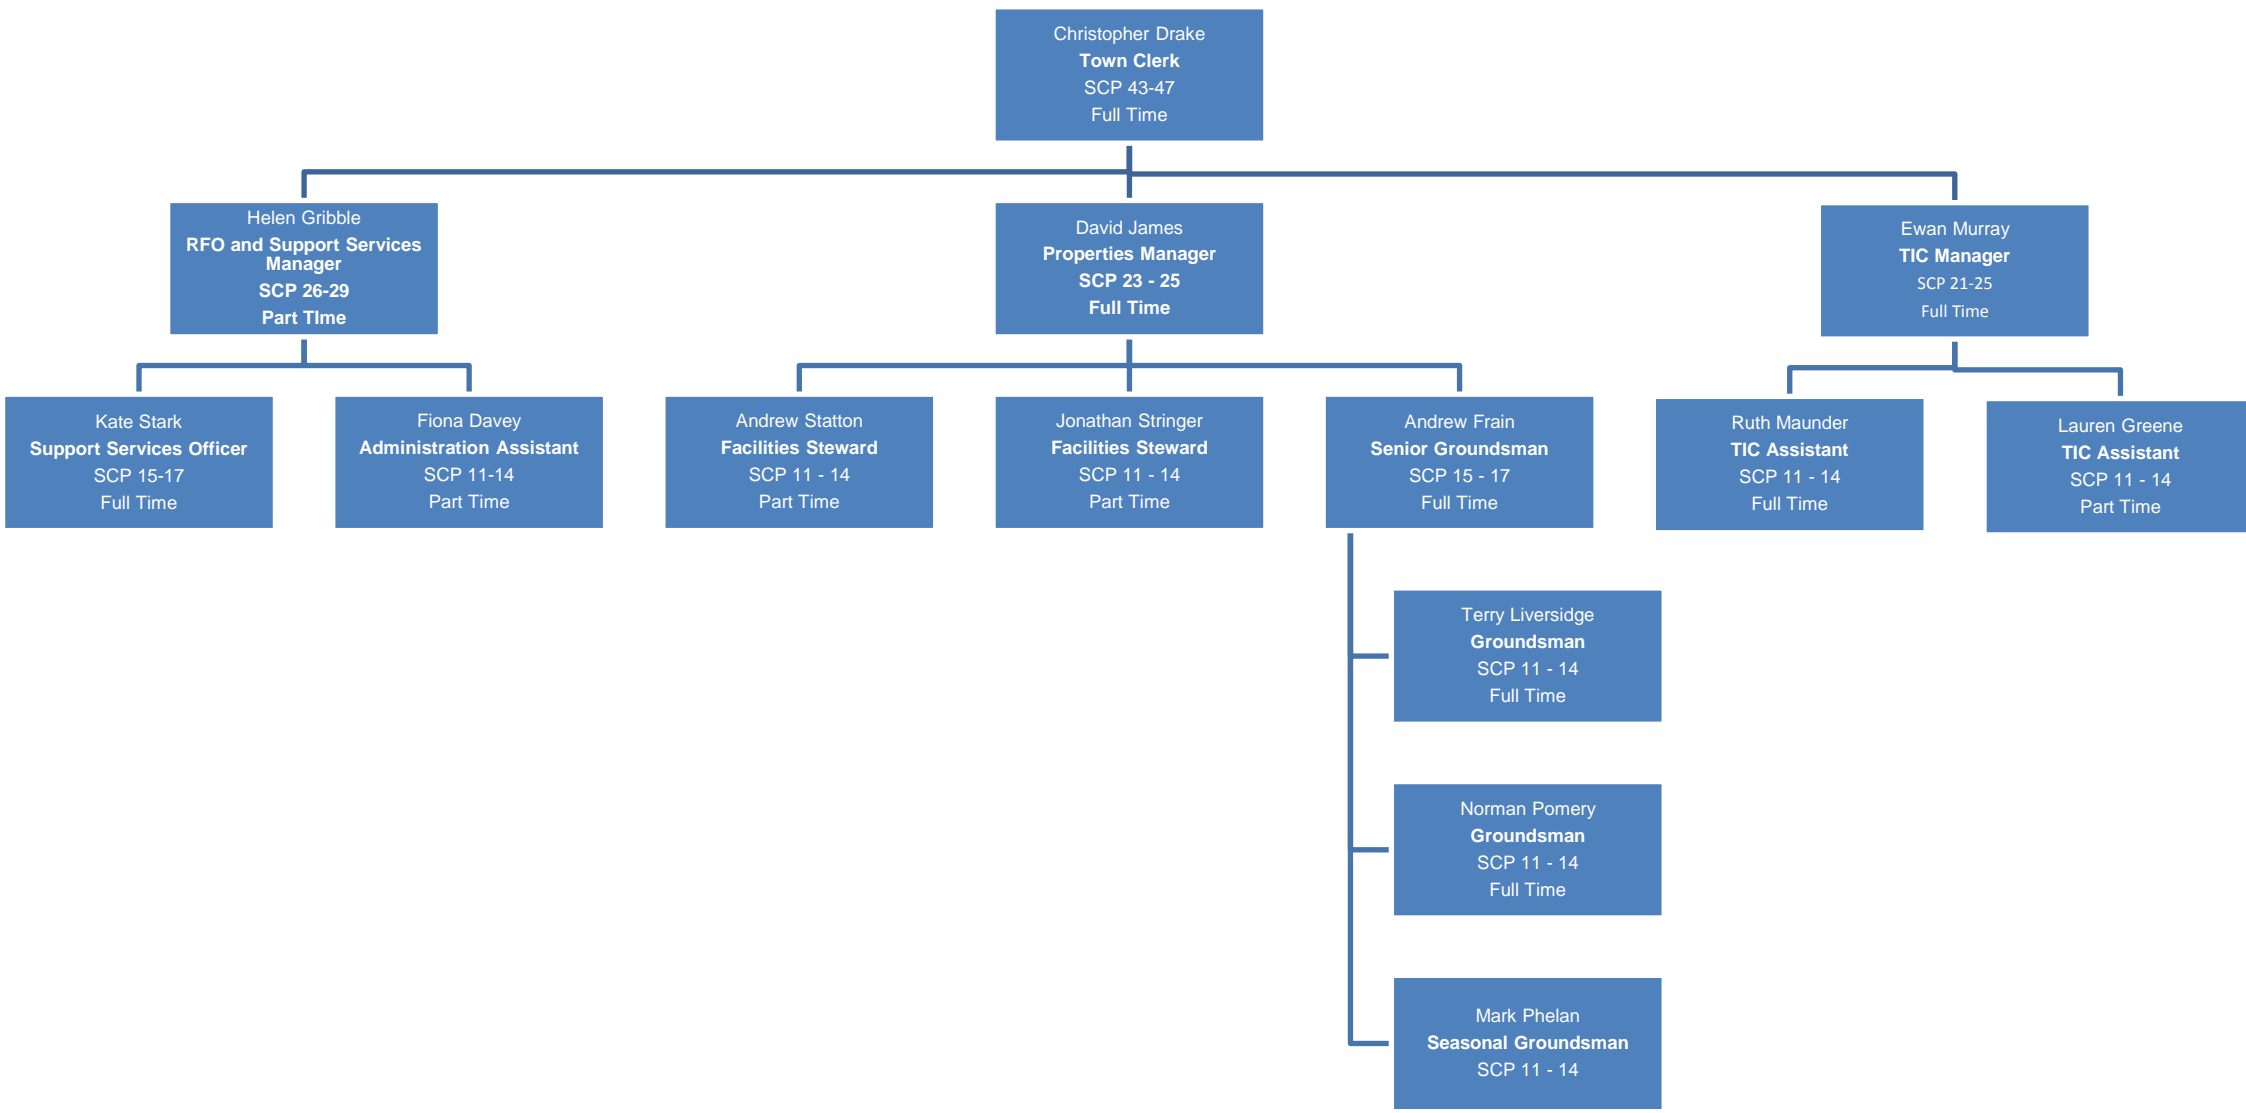 Christopher Drake
Town Clerk
SCP 43-47
Full Time
Helen Gribble
RFO and Support Services
Manager
SCP 26-29
Part TIme
David James
Properties Manager
SCP 23 - 25
Full Time
Ewan Murray
TIC Manager
SCP 21-25
Full Time
Kate Stark
Support Services Officer
SCP 15-17
Full Time
Fiona Davey
Administration Assistant
SCP 11-14
Part Time
Andrew Statton
Facilities Steward
SCP 11 - 14
Part Time
Jonathan Stringer
Facilities Steward
SCP 11 - 14
Part Time
Andrew Frain
Senior Groundsman
SCP 15 - 17
Full Time
Ruth Maunder
TIC Assistant
SCP 11 - 14
Full Time
Lauren Greene
TIC Assistant
SCP 11 - 14
Part Time
Terry Liversidge
Groundsman
SCP 11 - 14
Full Time
Norman Pomery
Groundsman
SCP 11 - 14
Full Time
Mark Phelan
Seasonal Groundsman
SCP 11 - 14